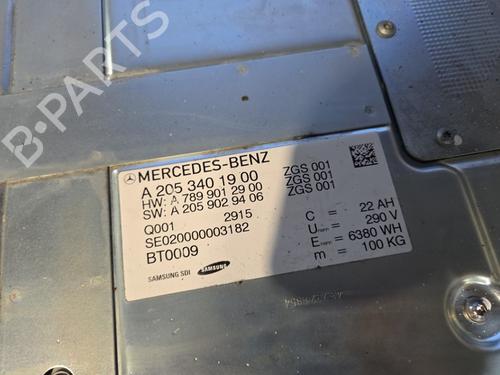 B-PARTS
MERCEDES-BENZ
A 205 340 19 00 ZGS 001
HW: A 789 901 29 00 ZGS 001
SW: A 205 902 94 06 ZGS 001
Q001 2915
SE020000003182
BT0009
SAMSUNG SDI SAMSUNG
C = 22 AH
U = 290 V
E = 6380 WH
m = 100 KG